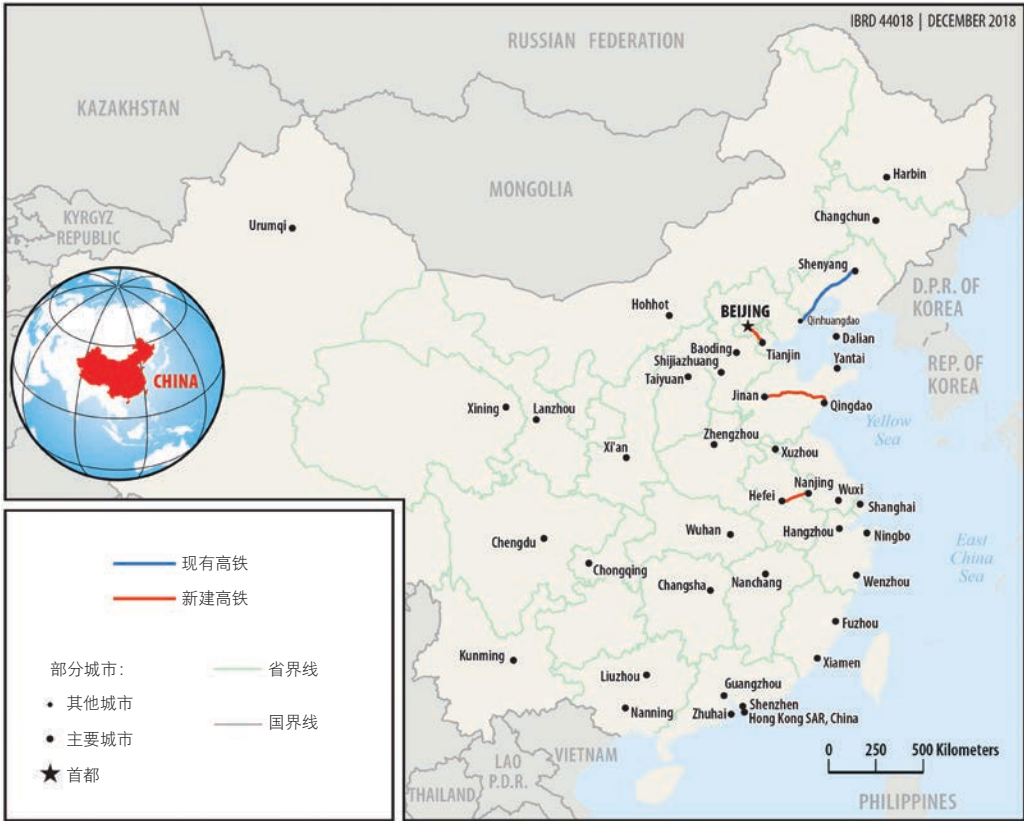 IBRD 44018 | DECEMBER 2018
RUSSIAN FEDERATION
KAZAKHSTAN
MONGOLIA
Harbin
KYRGYZ
REPUBLIC
Urumqi
Changchun
Shenyang
D.P.R. OF
KOREA
Hohhot
BEIJING
Qinhuangdao
Dalian
Tianjin
Baoding
Yantai
Shijiazhuang
REP. OF
KOREA
Taiyuan
CHINA
Jinan
Qingdao
Xining
Lanzhou
Yellow
Sea
Zhengzhou
Xi'an
Xuzhou
Nanjing
Hefei
Wuxi
Shanghai
Wuhan
Hangzhou
Ningbo
Chengdu
East
China
Sea
Chongqing
Changsha
Nanchang
Wenzhou
Fuzhou
Kunming
Xiamen
Liuzhou
Guangzhou
Shenzhen
Nanning
Zhuhai
Hong Kong SAR, China
VIETNAM
LAO
P.D.R.
THAILAND
PHILIPPINES
0 250 500 Kilometers
现有高铁
新建高铁
部分城市：
省界线
其他城市
国界线
主要城市
首都